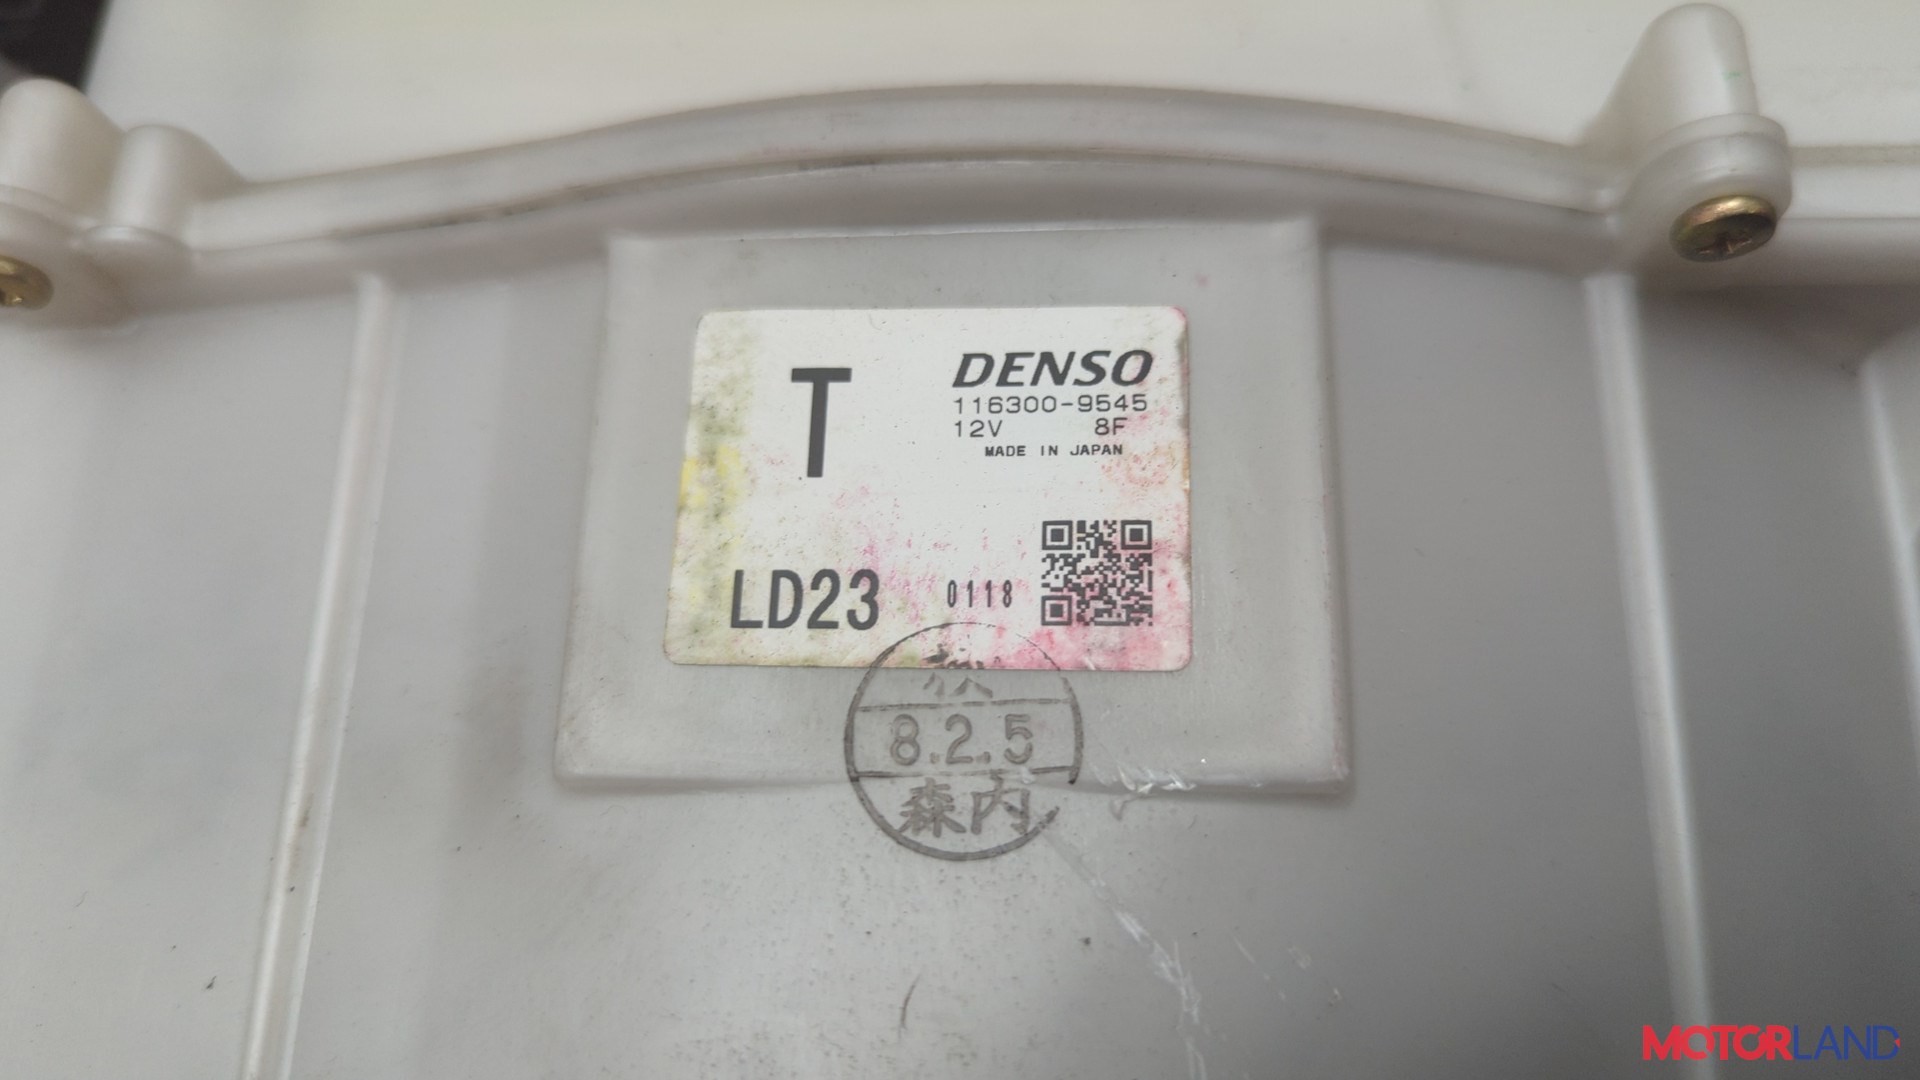 T
DENSO
116300-9545
12V 8F
MADE IN JAPAN
LD23 0118
8.2.5
森内
MOTORLAND